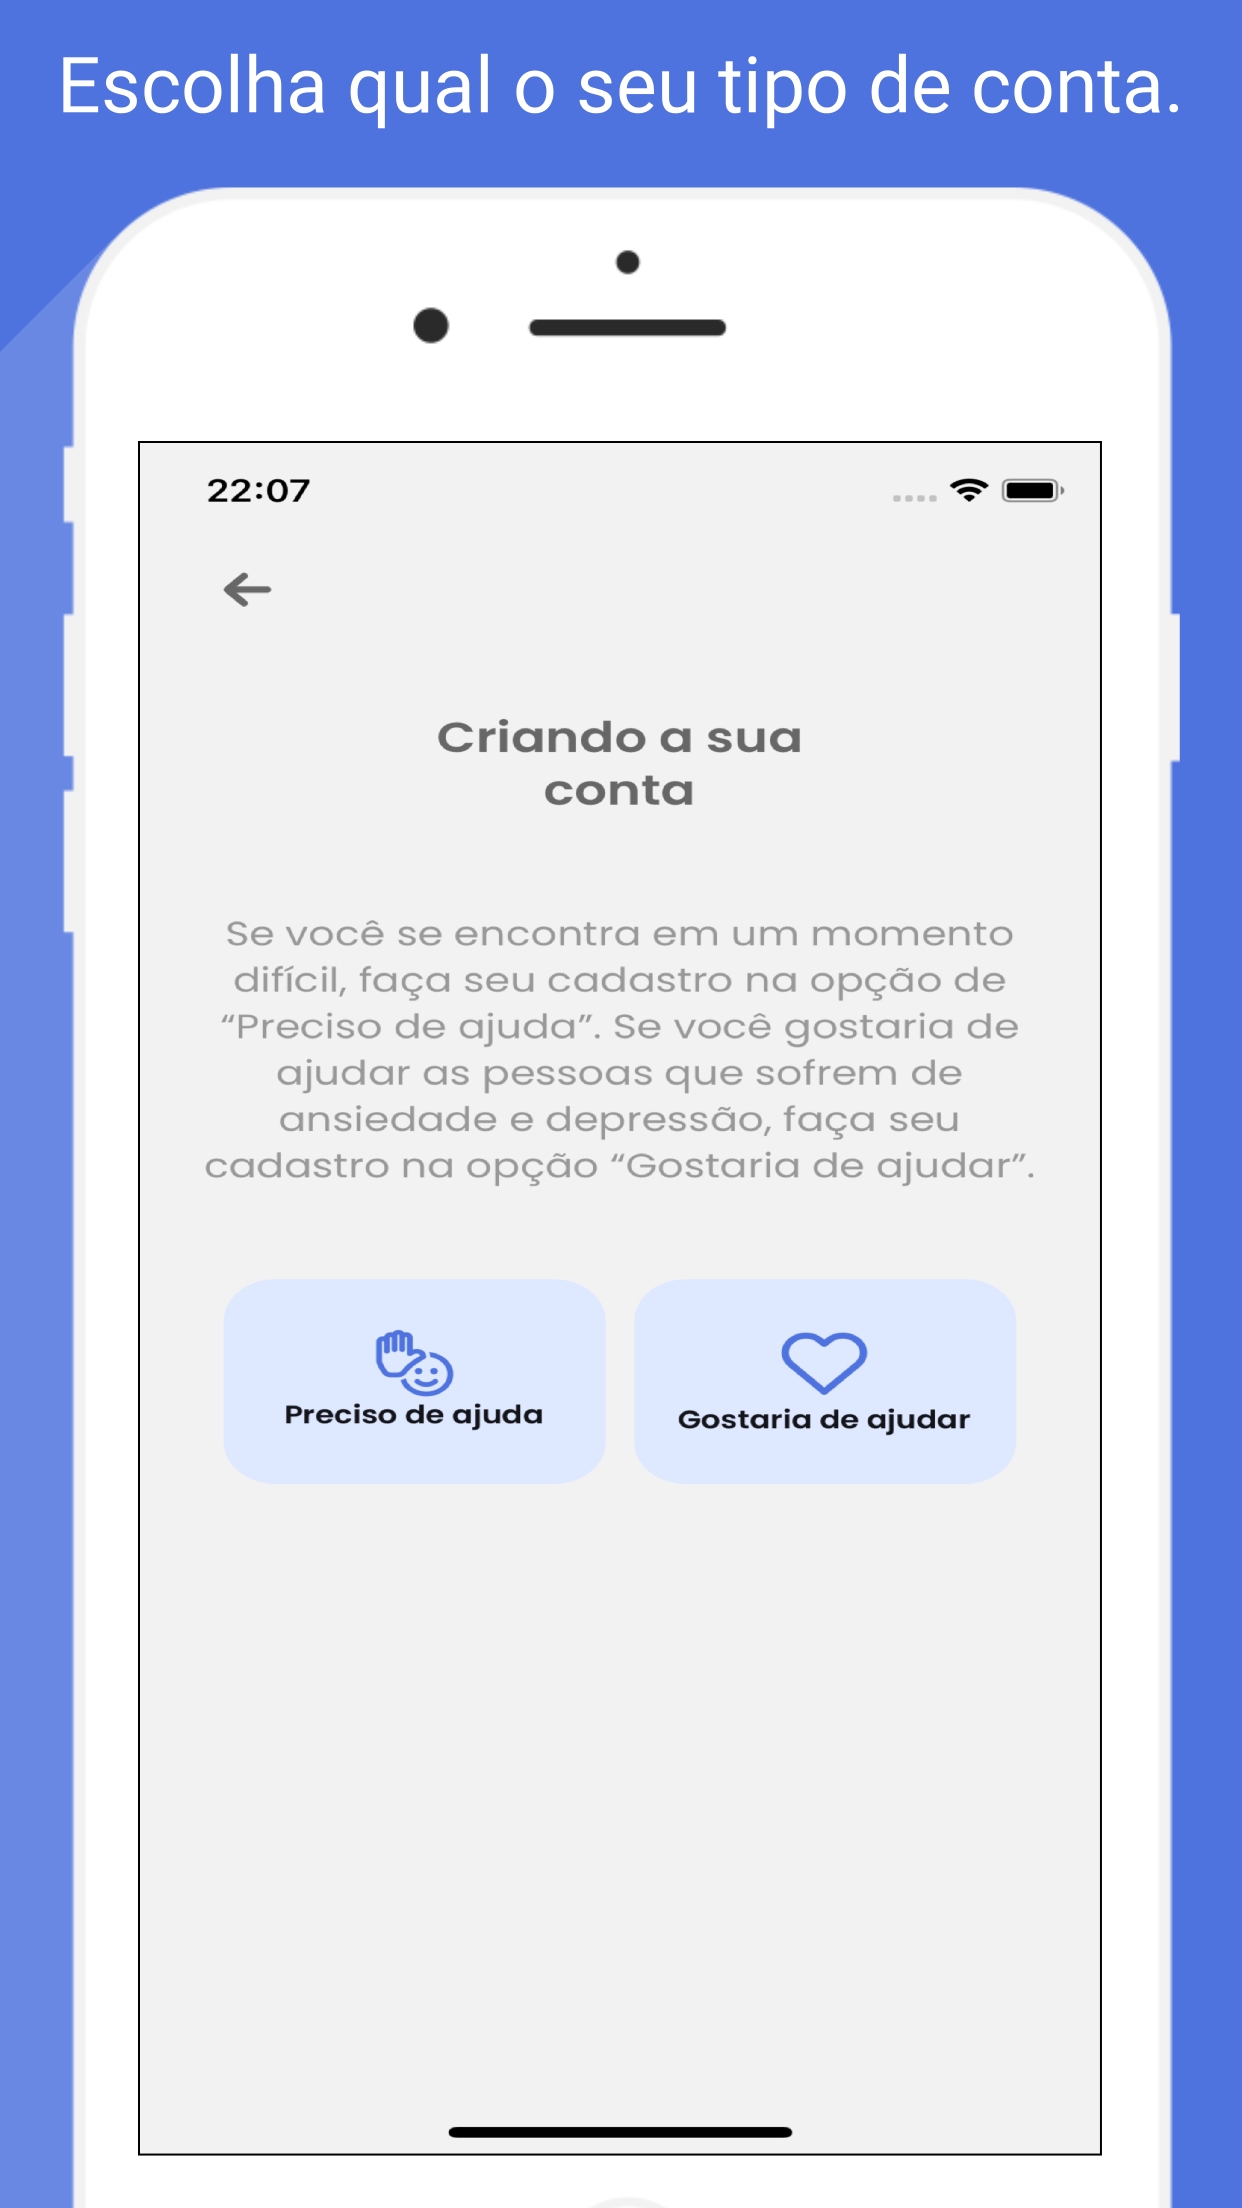 Escolha qual o seu tipo de conta.
22:07
Criando a sua
conta
Se você se encontra em um momento
difícil, faça seu cadastro na opção de
“Preciso de ajuda”. Se você gostaria de
ajudar as pessoas que sofrem de
ansiedade e depressão, faça seu
cadastro na opção “Gostaria de ajudar”.
Preciso de ajuda
Gostaria de ajudar